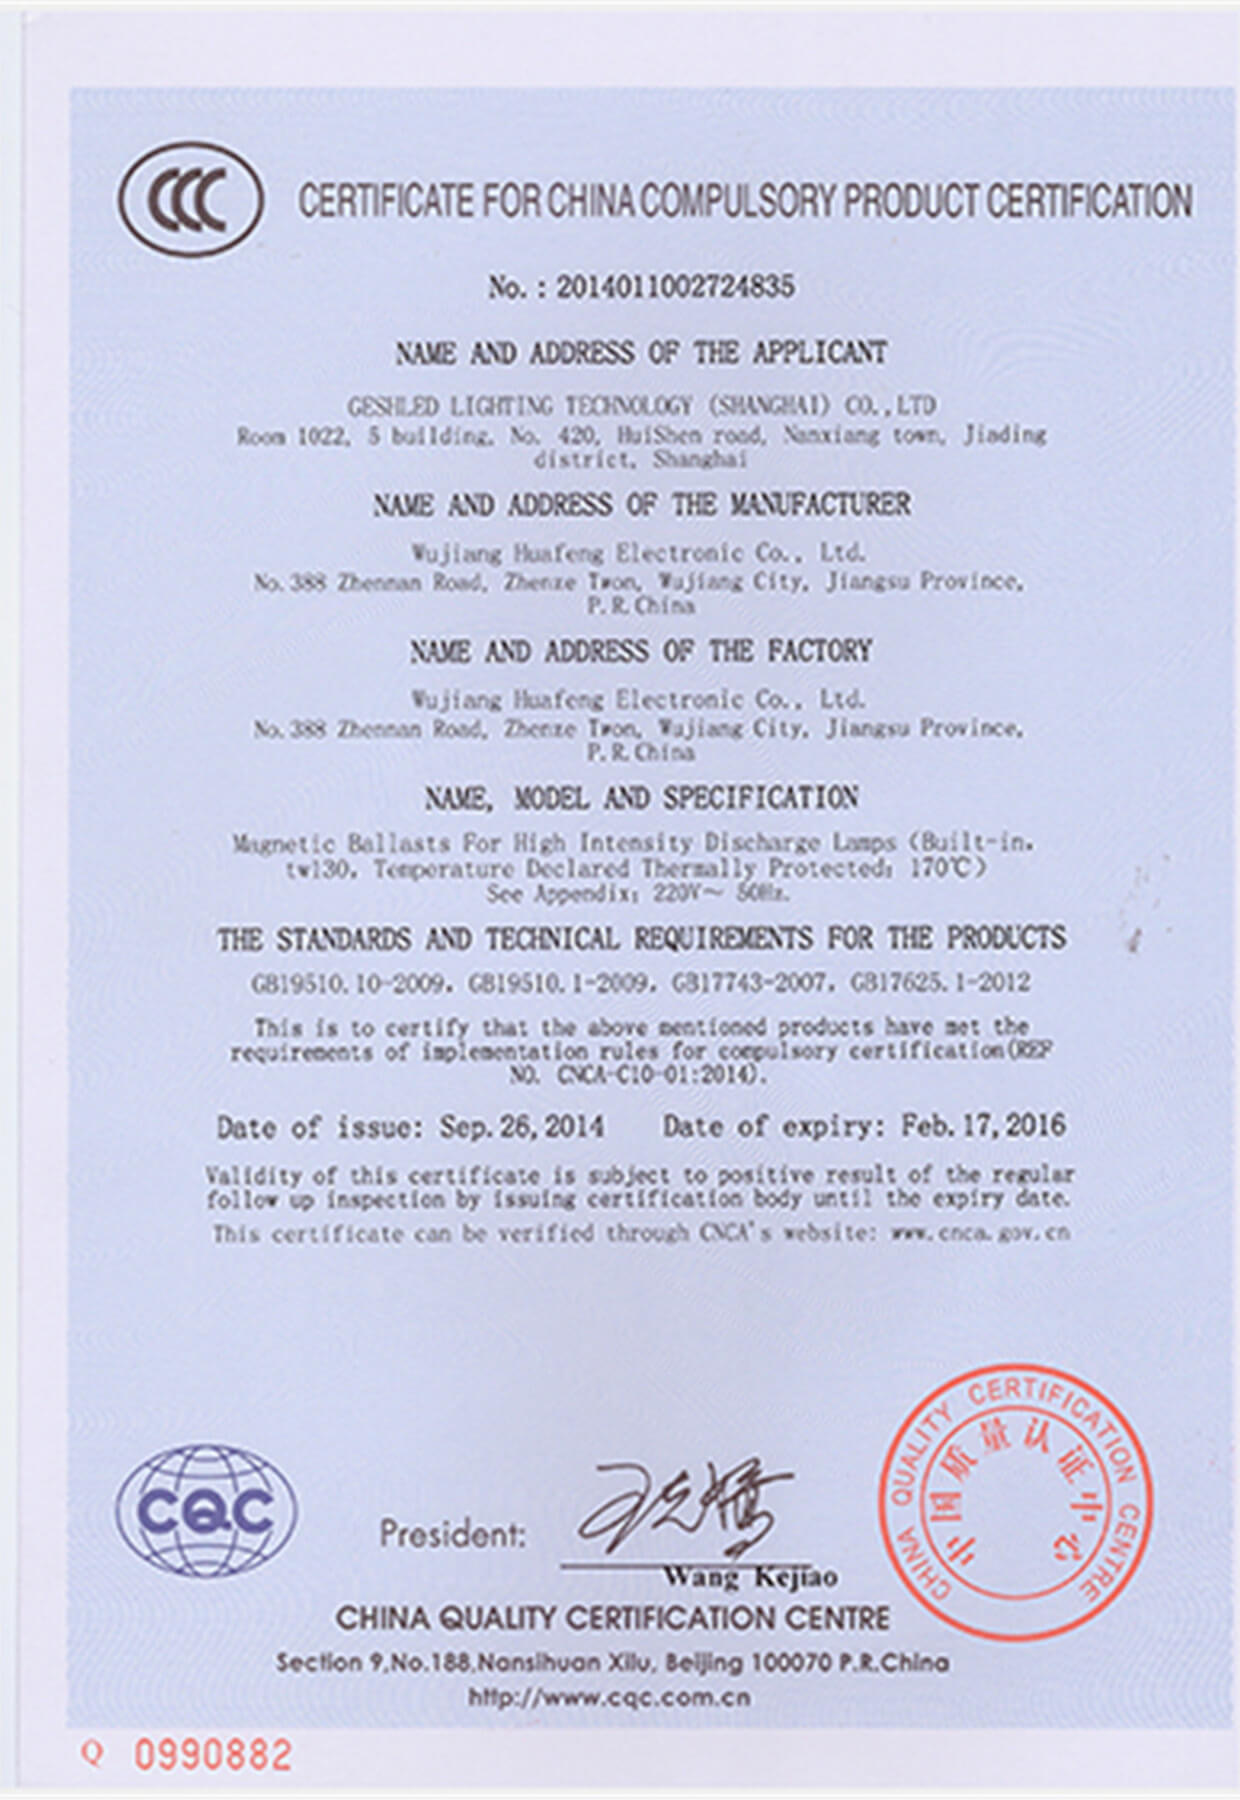 CCC CERTIFICATE FOR CHINA COMPULSORY PRODUCT CERTIFICATION
No. : 2014011002724835
NAME AND ADDRESS OF THE APPLICANT
GESHLED LIGHTING TECHNOLOGY (SHANGHAI) CO.,LTD
Room 1022, 5 building, No. 420, HuiShen road, Nanxiang town, Jiading
district, Shanghai
NAME AND ADDRESS OF THE MANUFACTURER
Wujiang Huafeng Electronic Co., Ltd.
No.388 Zhennan Road, Zhenze Twon, Wujiang City, Jiangsu Province,
P.R.China
NAME AND ADDRESS OF THE FACTORY
Wujiang Huafeng Electronic Co., Ltd.
No.388 Zhennan Road, Zhenze Twon, Wujiang City, Jiangsu Province,
P.R.China
NAME, MODEL AND SPECIFICATION
Magnetic Ballasts For High Intensity Discharge Lamps (Built-in,
tw130, Temperature Declared Thermally Protected: 170℃)
See Appendix; 220V~ 50Hz.
THE STANDARDS AND TECHNICAL REQUIREMENTS FOR THE PRODUCTS
GB19510.10-2009, GB19510.1-2009, GB17743-2007, GB17625.1-2012
This is to certify that the above mentioned products have met the
requirements of implementation rules for compulsory certification(REF
NO. CNCA-C10-01:2014).
Date of issue: Sep.26,2014 Date of expiry: Feb.17,2016
Validity of this certificate is subject to positive result of the regular
follow up inspection by issuing certification body until the expiry date.
This certificate can be verified through CNCA's website: www.cnca.gov.cn
CHINA QUALITY CERTIFICATION CENTRE
中国质量认证中心
CQC
President:
Wang Kejiao
CHINA QUALITY CERTIFICATION CENTRE
Section 9,No.188,Nansihuan Xilu, Beijing 100070 P.R.China
http://www.cqc.com.cn
Q 0990882